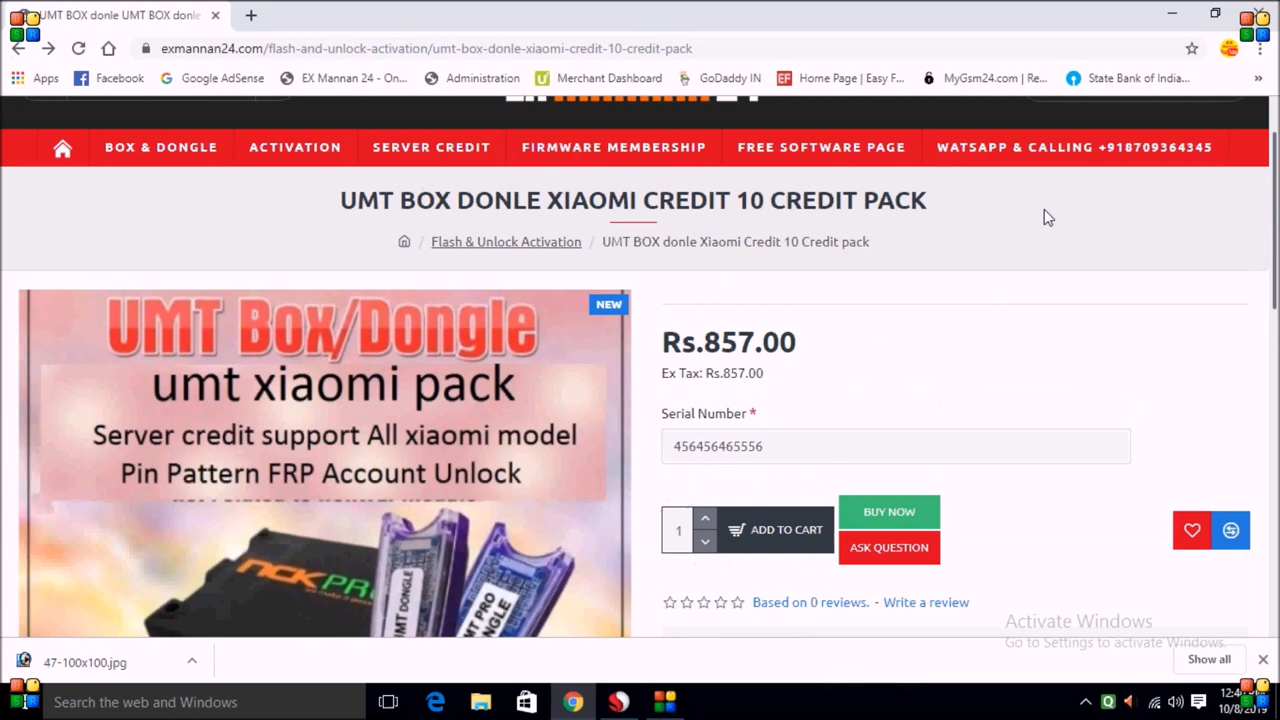 UMT BOX donle UMT BOX donle
exmannan24.com/flash-and-unlock-activation/umt-box-donle-xiaomi-credit-10-credit-pack
Apps Facebook Google AdSense EX Mannan 24 - On... Administration Merchant Dashboard GoDaddy IN Home Page | Easy F... MyGsm24.com | Re... State Bank of India...
BOX & DONGLE ACTIVATION SERVER CREDIT FIRMWARE MEMBERSHIP FREE SOFTWARE PAGE WATSAPP & CALLING +918709364345
UMT BOX DONLE XIAOMI CREDIT 10 CREDIT PACK
/ Flash & Unlock Activation / UMT BOX donle Xiaomi Credit 10 Credit pack
UMT Box/Dongle
NEW
umt xiaomi pack
Server credit support All xiaomi model
Pin Pattern FRP Account Unlock
NCKPRO
UMT DONGLE
UMT PRO
Rs.857.00
Ex Tax: Rs.857.00
Serial Number *
456456465556
1
ADD TO CART
BUY NOW
ASK QUESTION
Based on 0 reviews. - Write a review
Activate Windows
Go to Settings to activate Windows.
47-100x100.jpg
Show all
Search the web and Windows
10/8/2019